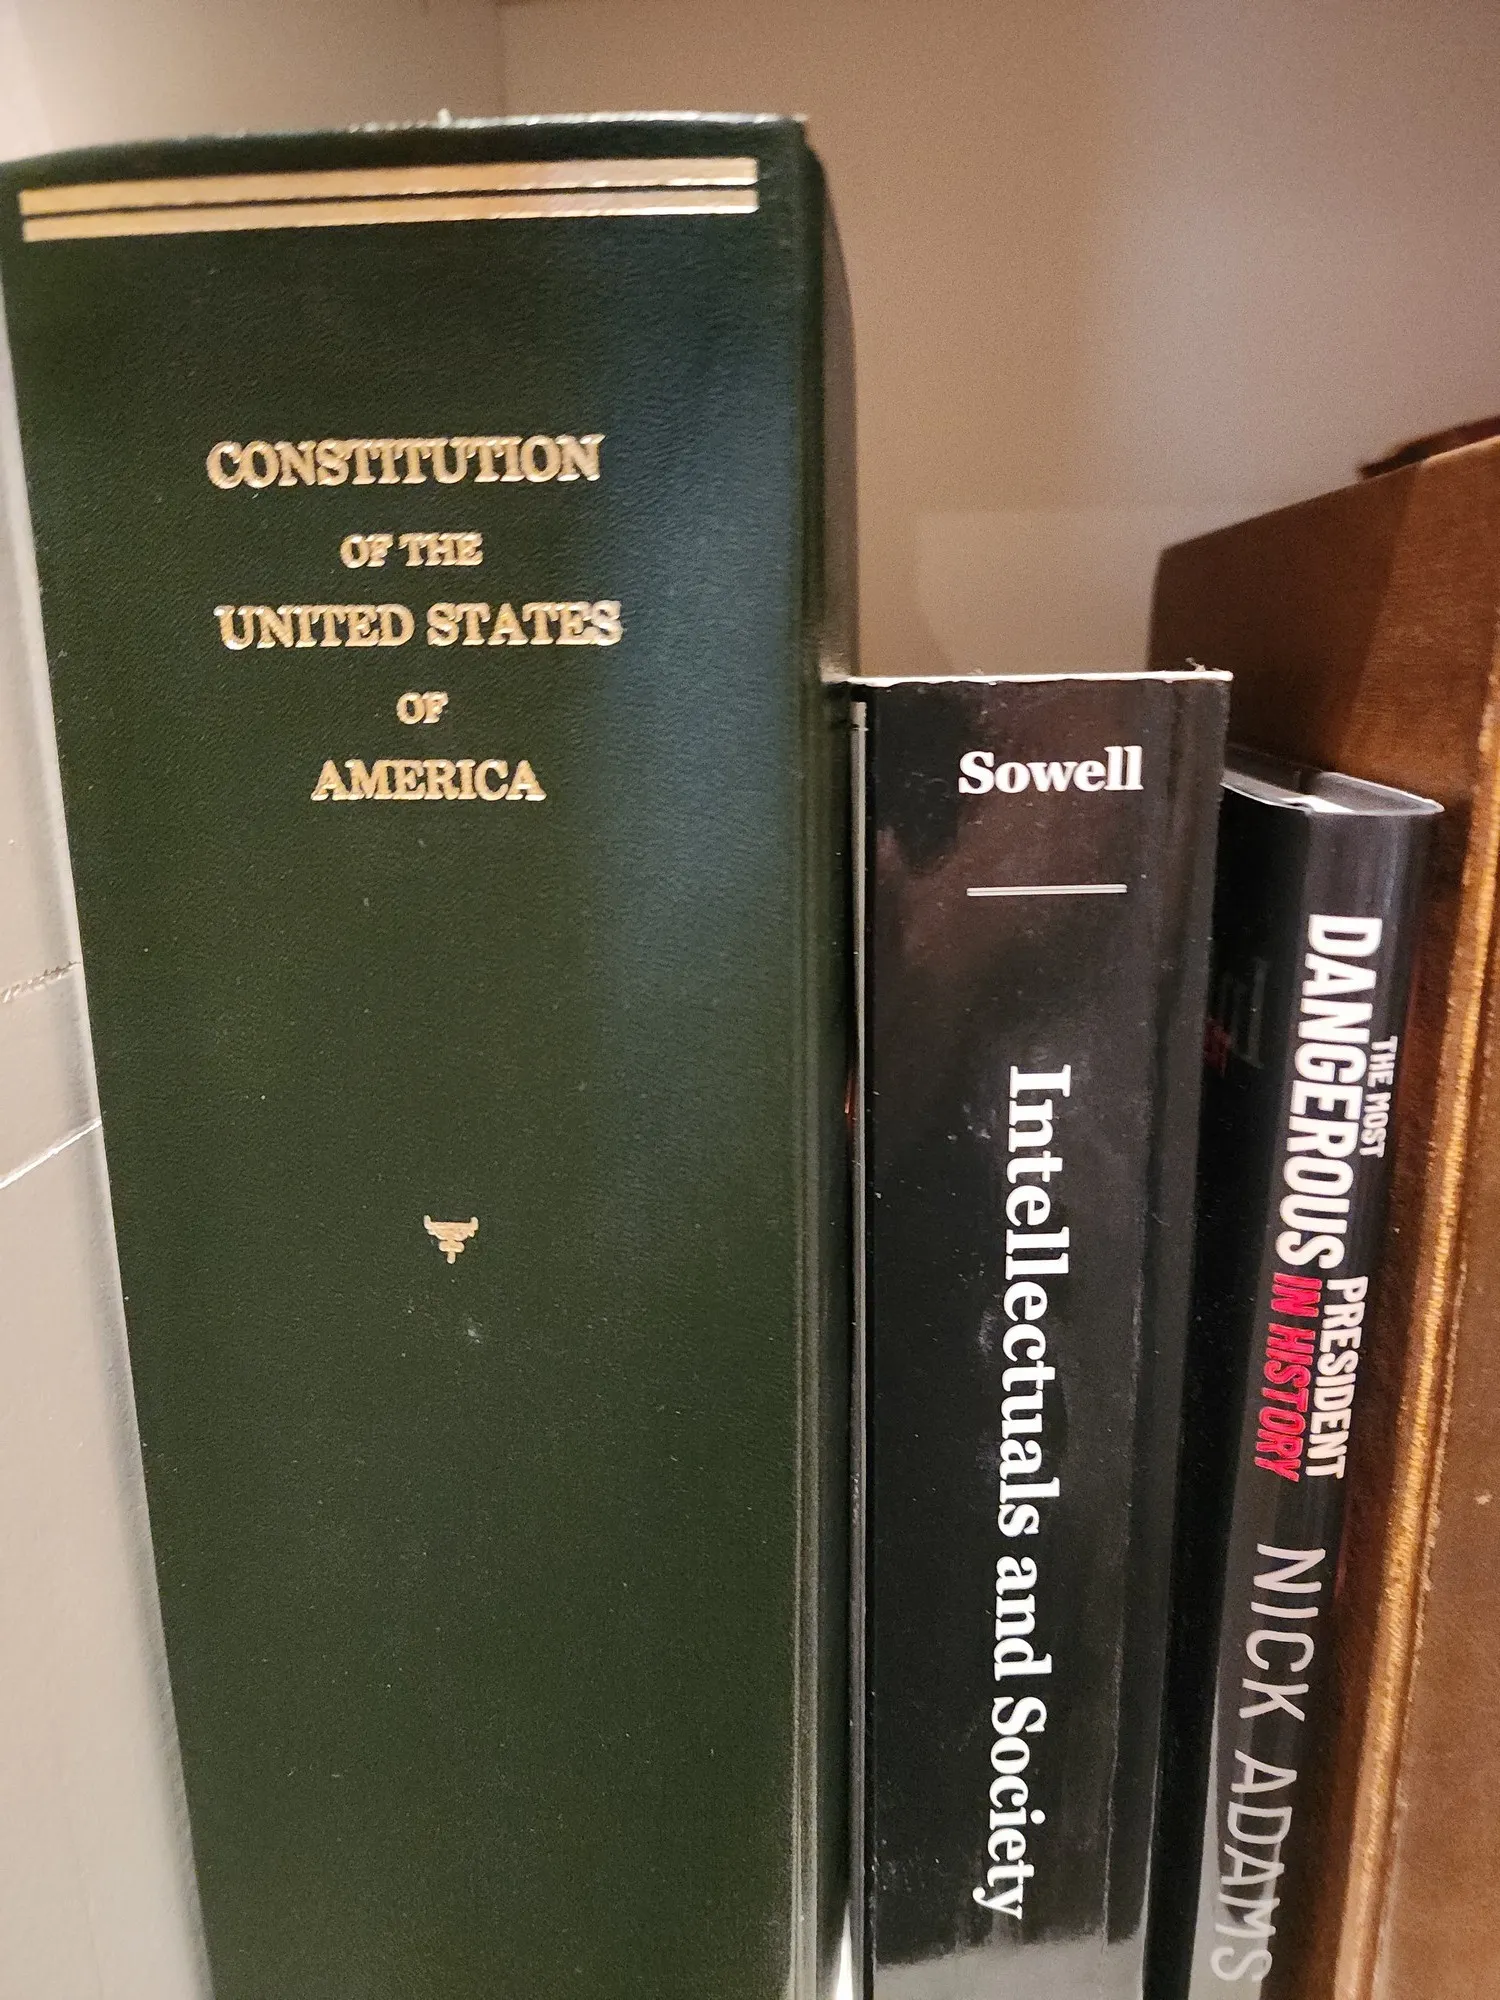 CONSTITUTION
OF THE
UNITED STATES
OF
AMERICA
Sowell
Intellectuals and Society
THE MOST
DANGEROUS
PRESIDENT
IN HISTORY
NICK ADAMS